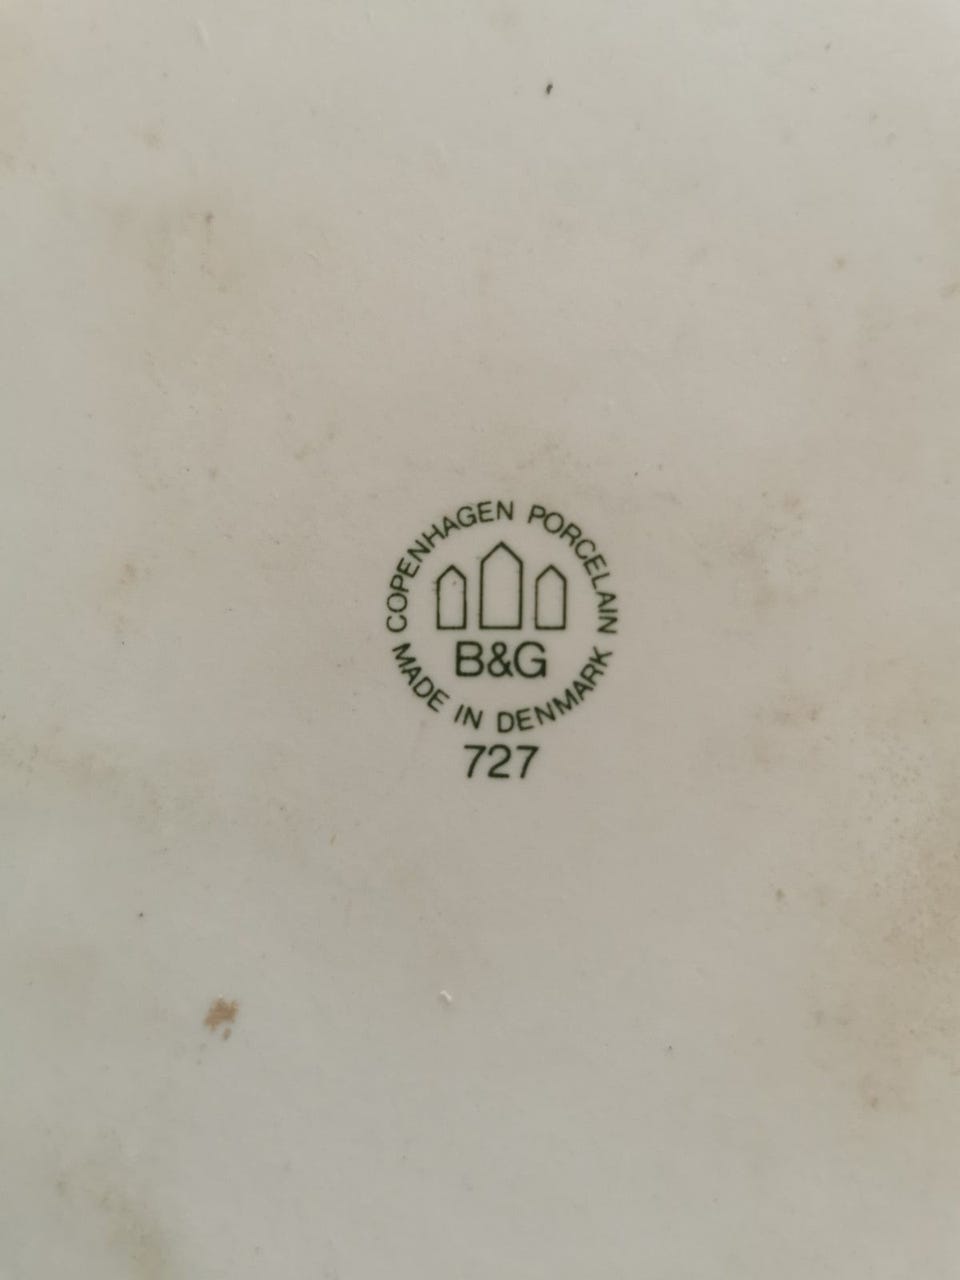 COPENHAGEN PORCELAIN
B&G
MADE IN DENMARK
727